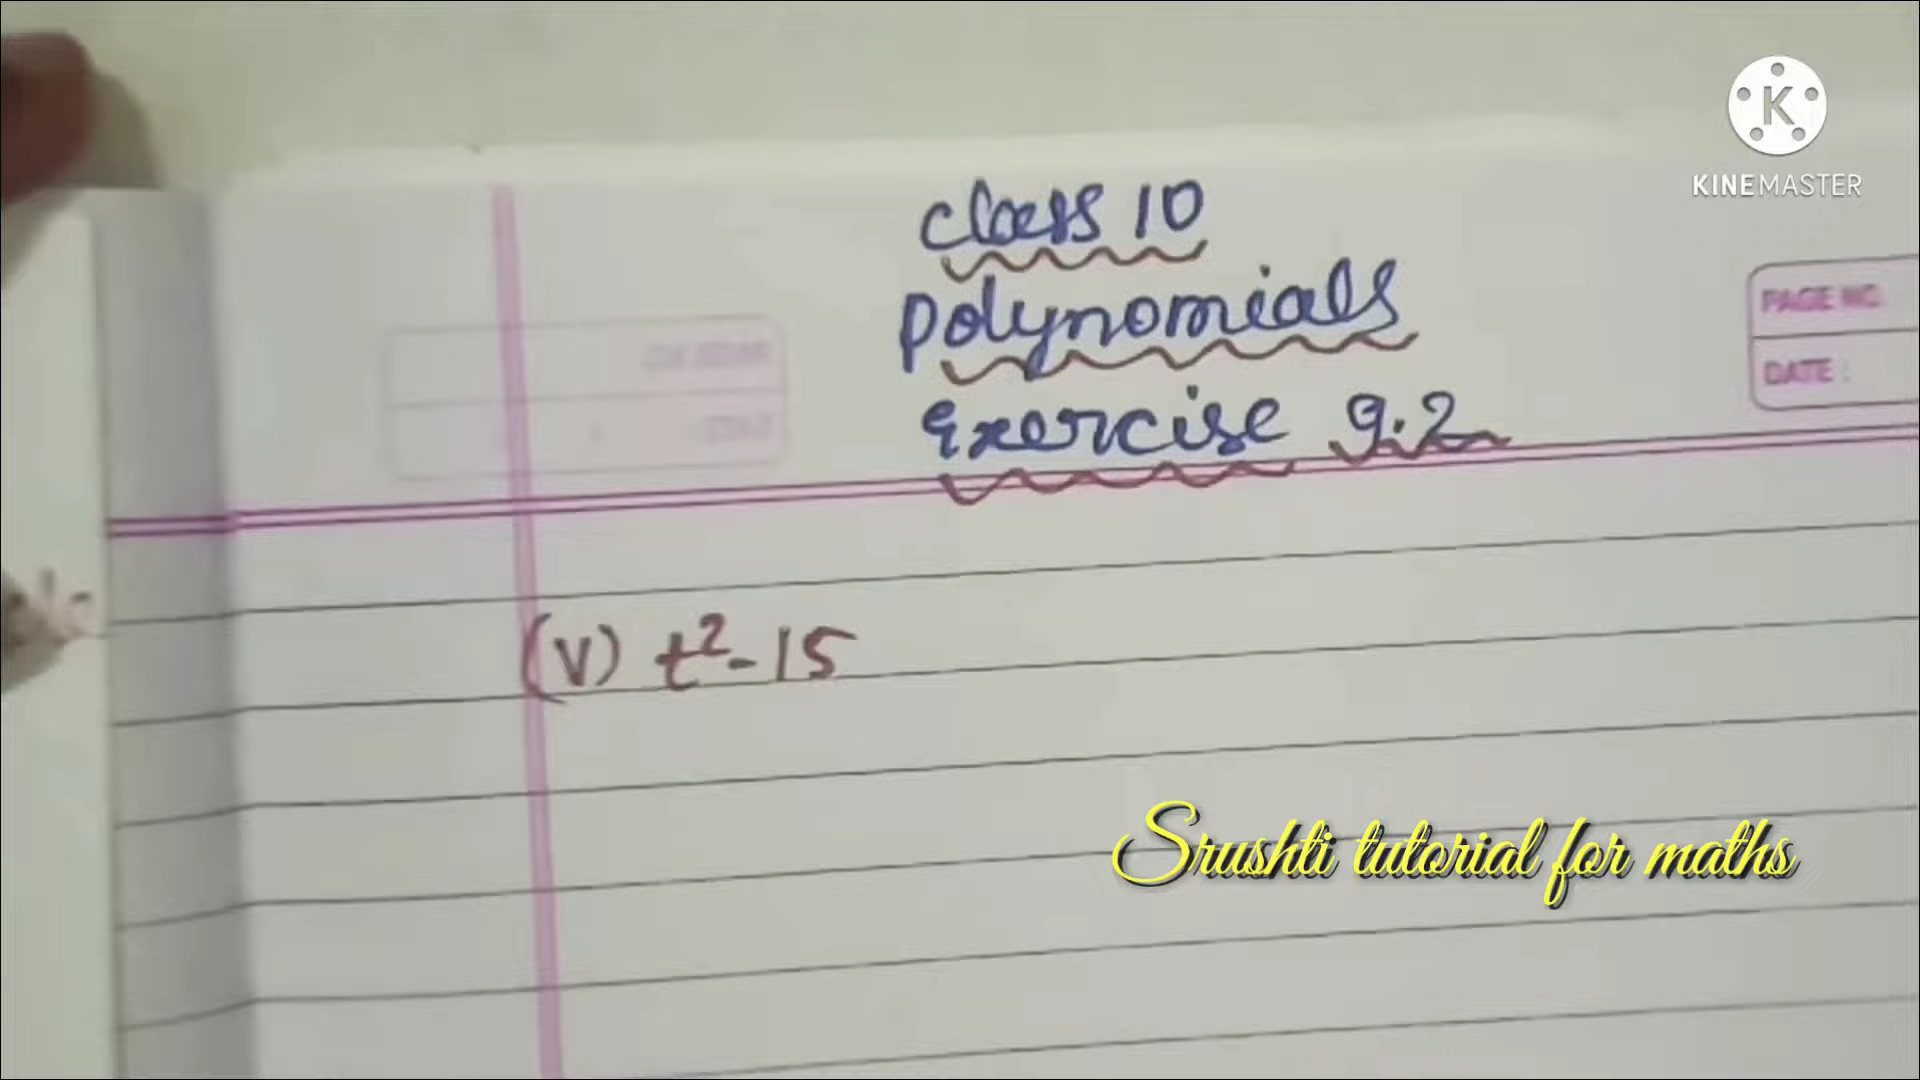 KINEMASTER
class 10
Polynomials
Exercise 9.2
PAGE NO
DATE :
(V) t²-15
Srushti tutorial for maths